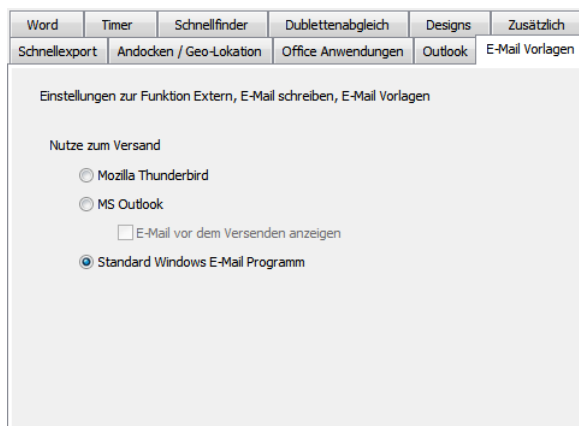 Word Timer Schnellfinder Dublettenabgleich Designs Zusätzlich
Schnellexport Andocken / Geo-Lokation Office Anwendungen Outlook E-Mail Vorlagen
Einstellungen zur Funktion Extern, E-Mail schreiben, E-Mail Vorlagen
Nutze zum Versand
Mozilla Thunderbird
MS Outlook
E-Mail vor dem Versenden anzeigen
Standard Windows E-Mail Programm